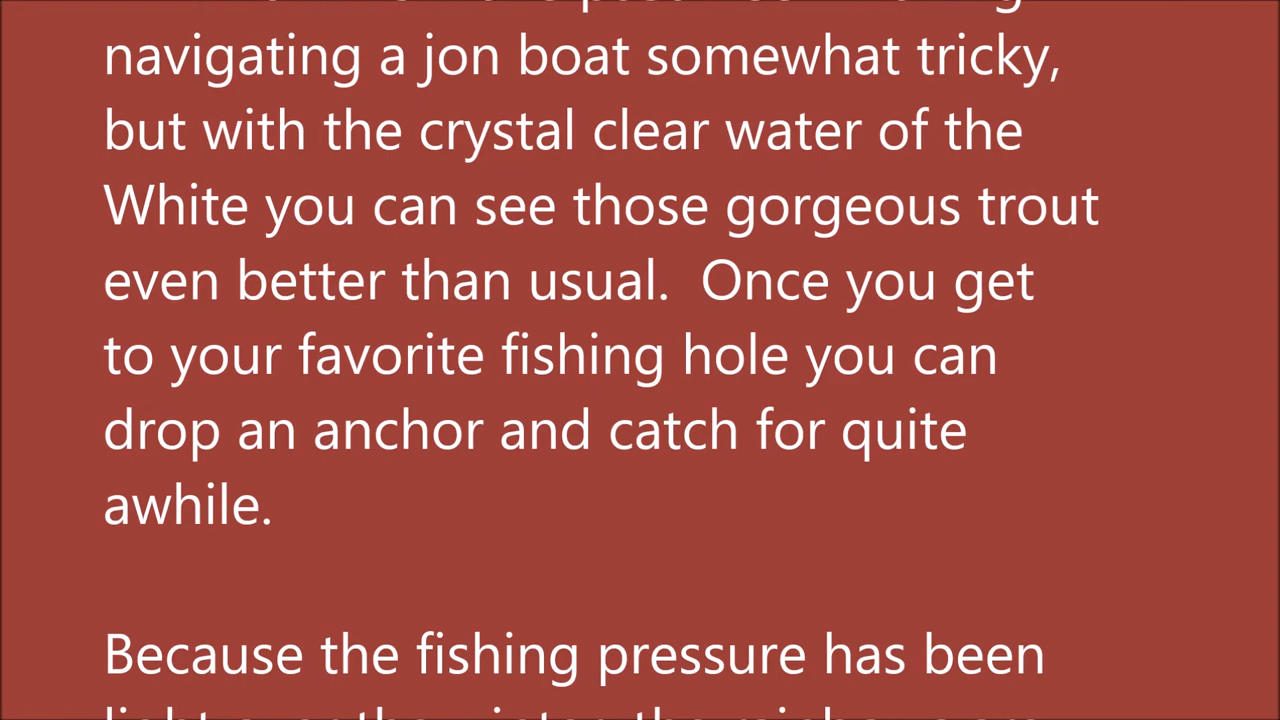 navigating a jon boat somewhat tricky,
but with the crystal clear water of the
White you can see those gorgeous trout
even better than usual.  Once you get
to your favorite fishing hole you can
drop an anchor and catch for quite
awhile.
Because the fishing pressure has been